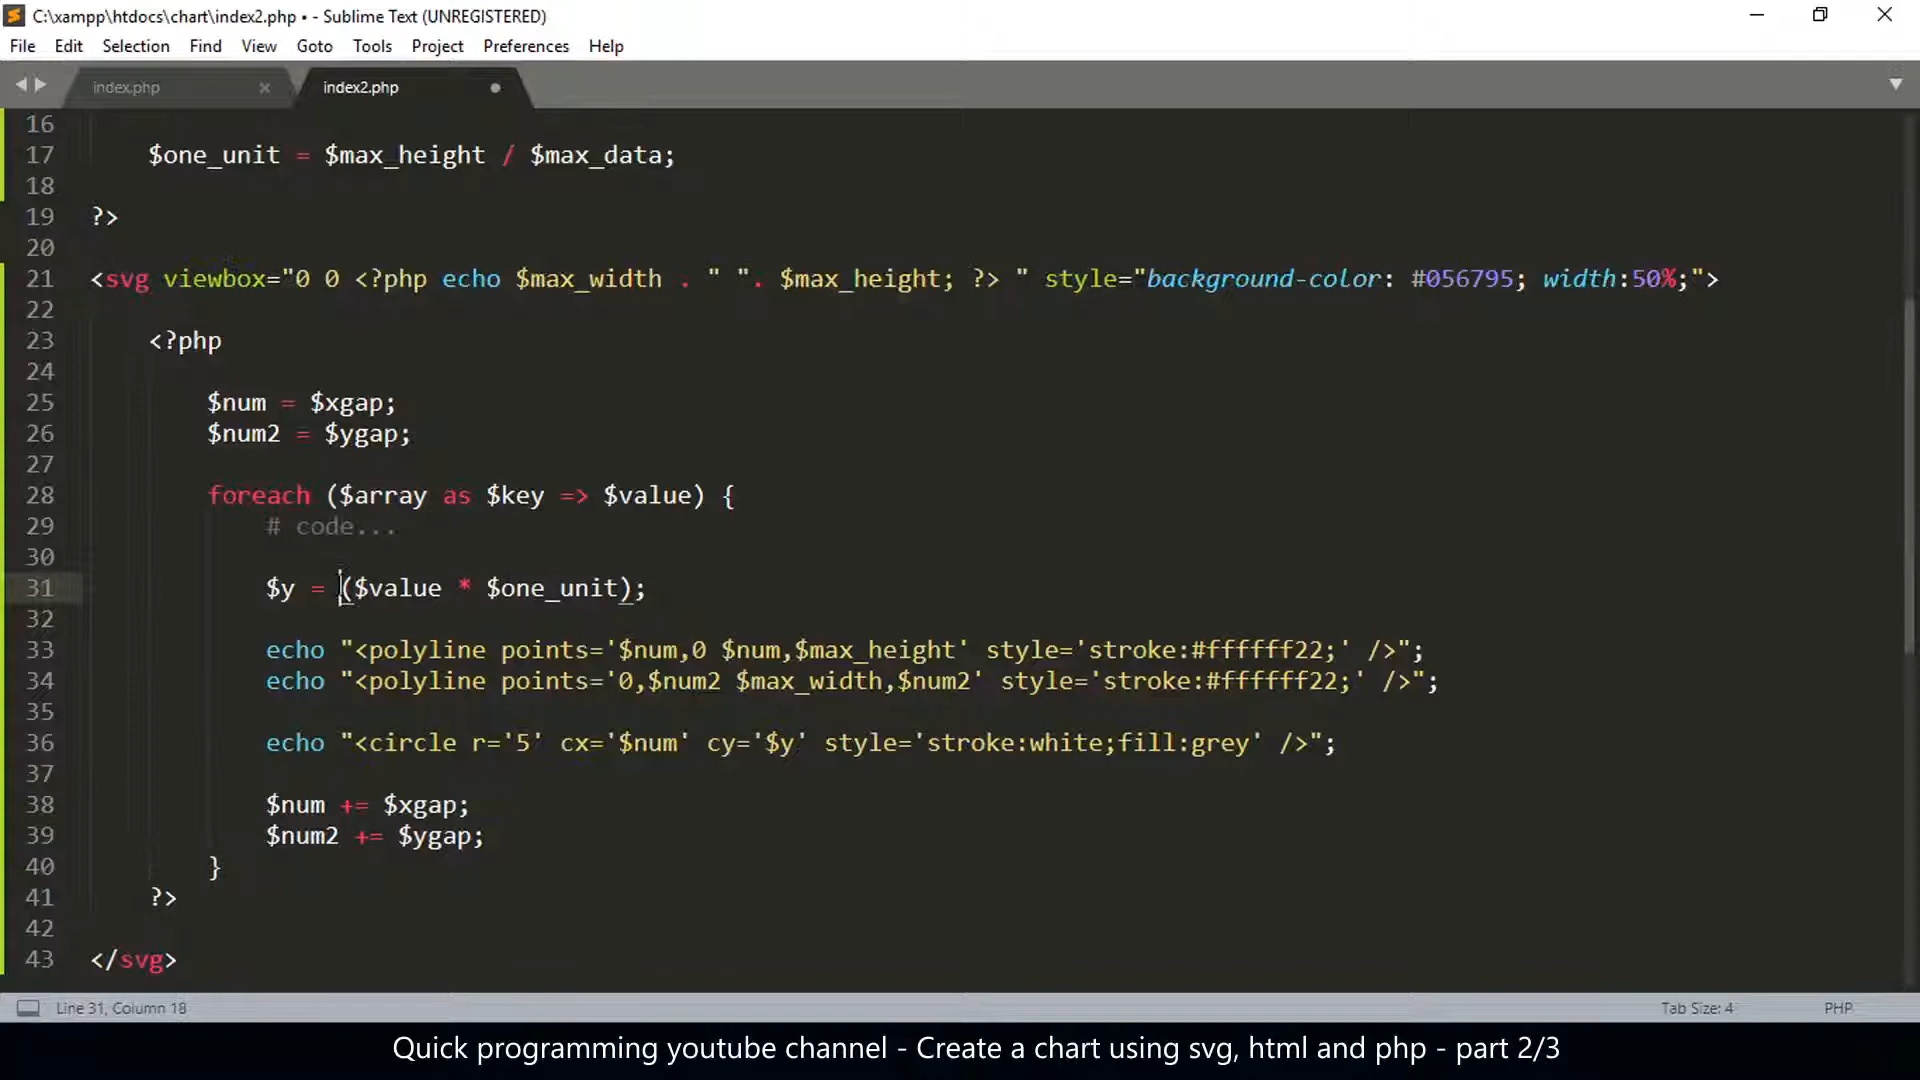 C:\xampp\htdocs\chart\index2.php • - Sublime Text (UNREGISTERED)
File Edit Selection Find View Goto Tools Project Preferences Help
index.php × index2.php
16
17 $one_unit = $max_height / $max_data;
18
19 ?>
20
21 <svg viewbox="0 0 <?php echo $max_width . " ". $max_height; ?> " style="background-color: #056795; width:50%;">
22
23 <?php
24
25 $num = $xgap;
26 $num2 = $ygap;
27
28 foreach ($array as $key => $value) {
29 # code...
30
31 $y = ($value * $one_unit);
32
33 echo "<polyline points='$num,0 $num,$max_height' style='stroke:#ffffff22;' />";
34 echo "<polyline points='0,$num2 $max_width,$num2' style='stroke:#ffffff22;' />";
35
36 echo "<circle r='5' cx='$num' cy='$y' style='stroke:white;fill:grey' />";
37
38 $num += $xgap;
39 $num2 += $ygap;
40 }
41 ?>
42
43 </svg>
Line 31, Column 18 Tab Size: 4 PHP
Quick programming youtube channel - Create a chart using svg, html and php - part 2/3